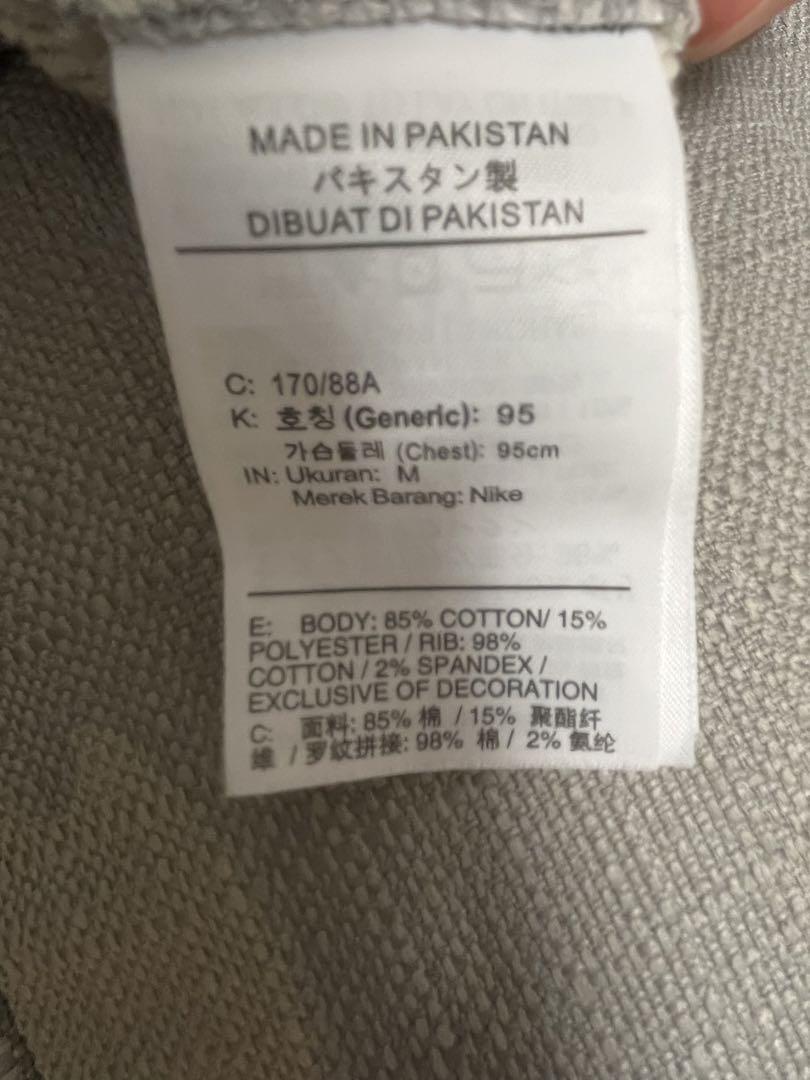 MADE IN PAKISTAN
パキスタン製
DIBUAT DI PAKISTAN
C: 170/88A
K: 호칭 (Generic): 95
가슴둘레 (Chest): 95cm
IN: Ukuran: M
Merek Barang: Nike
E: BODY: 85% COTTON/ 15%
POLYESTER / RIB: 98%
COTTON / 2% SPANDEX /
EXCLUSIVE OF DECORATION
C: 面料: 85% 棉 / 15% 聚酯纤
维 / 罗纹拼接: 98% 棉 / 2% 氨纶